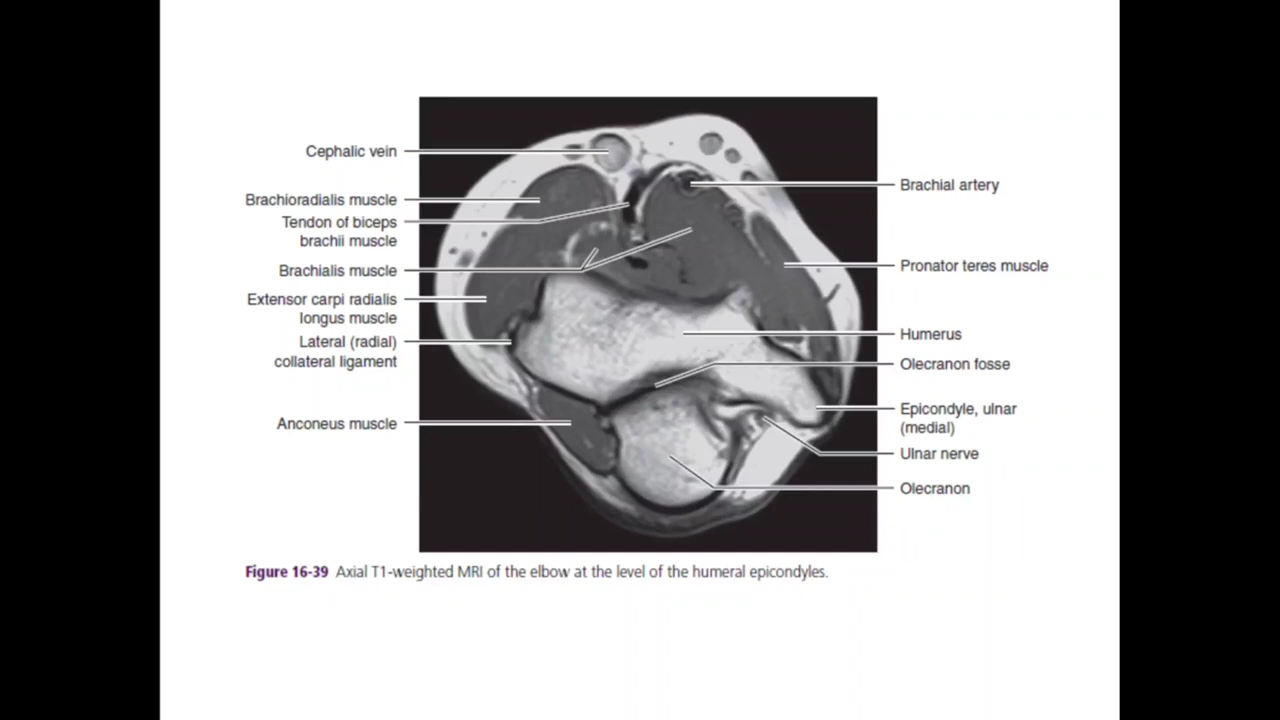 Cephalic vein
Brachioradialis muscle
Tendon of biceps
brachii muscle
Brachialis muscle
Extensor carpi radialis
longus muscle
Lateral (radial)
collateral ligament
Anconeus muscle
Brachial artery
Pronator teres muscle
Humerus
Olecranon fosse
Epicondyle, ulnar
(medial)
Ulnar nerve
Olecranon
Figure 16-39 Axial T1-weighted MRI of the elbow at the level of the humeral epicondyles.